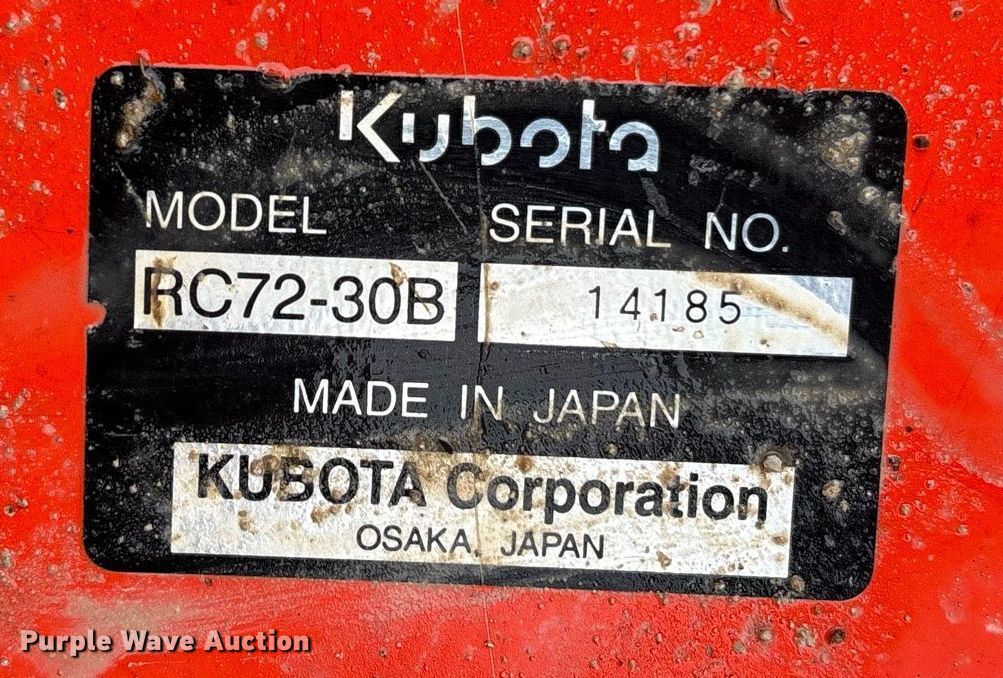 Kubota
MODEL SERIAL NO.
RC72-30B 14185
MADE IN JAPAN
KUBOTA Corporation
OSAKA, JAPAN
Purple Wave Auction